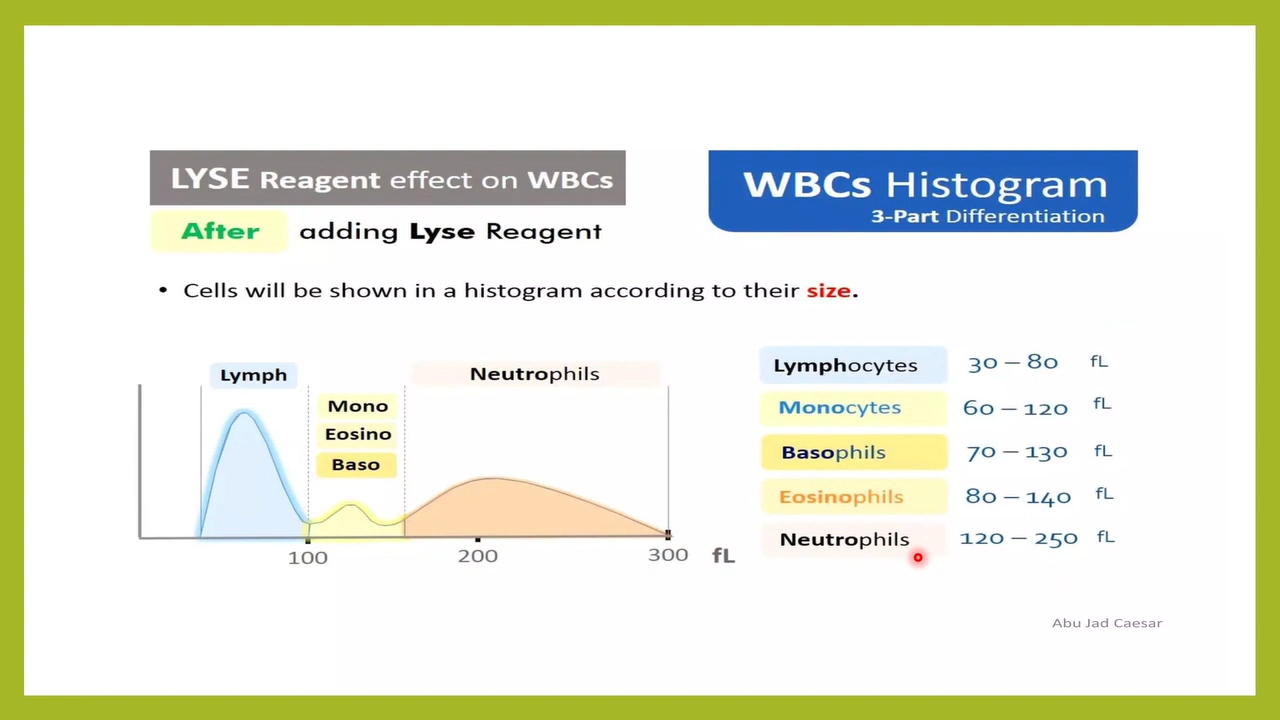 LYSE Reagent effect on WBCs
After adding Lyse Reagent
WBCs Histogram
3-Part Differentiation
• Cells will be shown in a histogram according to their size.
Lymph
Mono
Eosino
Baso
Neutrophils
100
200
300
fL
Lymphocytes 30 – 80 fL
Monocytes 60 – 120 fL
Basophils 70 – 130 fL
Eosinophils 80 – 140 fL
Neutrophils 120 – 250 fL
Abu Jad Caesar